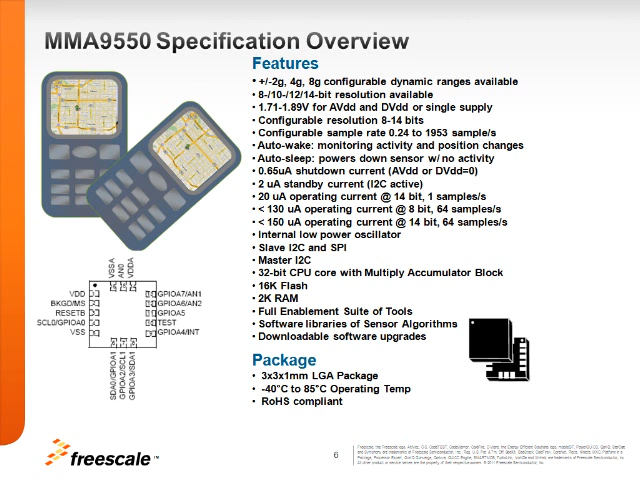 MMA9550 Specification Overview
Features
• +/-2g, 4g, 8g configurable dynamic ranges available
• 8-/10-/12/14-bit resolution available
• 1.71-1.89V for AVdd and DVdd or single supply
• Configurable resolution 8-14 bits
• Configurable sample rate 0.24 to 1953 sample/s
• Auto-wake: monitoring activity and position changes
• Auto-sleep: powers down sensor w/ no activity
• 0.65uA shutdown current (AVdd or DVdd=0)
• 2 uA standby current (I2C active)
• 20 uA operating current @ 14 bit, 1 samples/s
• < 130 uA operating current @ 8 bit, 64 samples/s
• < 150 uA operating current @ 14 bit, 64 samples/s
• Internal low power oscillator
• Slave I2C and SPI
• Master I2C
• 32-bit CPU core with Multiply Accumulator Block
• 16K Flash
• 2K RAM
• Full Enablement Suite of Tools
• Software libraries of Sensor Algorithms
• Downloadable software upgrades
Package
• 3x3x1mm LGA Package
• -40°C to 85°C Operating Temp
• RoHS compliant
VSSA
AN0
VDDA
VDD
BKGD/MS
RESETB
SCL0/GPIOA0
VSS
GPIOA7/AN1
GPIOA6/AN2
GPIOA5
TEST
GPIOA4/INT
SDA0/GPIOA1
GPIOA2/SCL1
GPIOA3/SDA1
freescale™
6